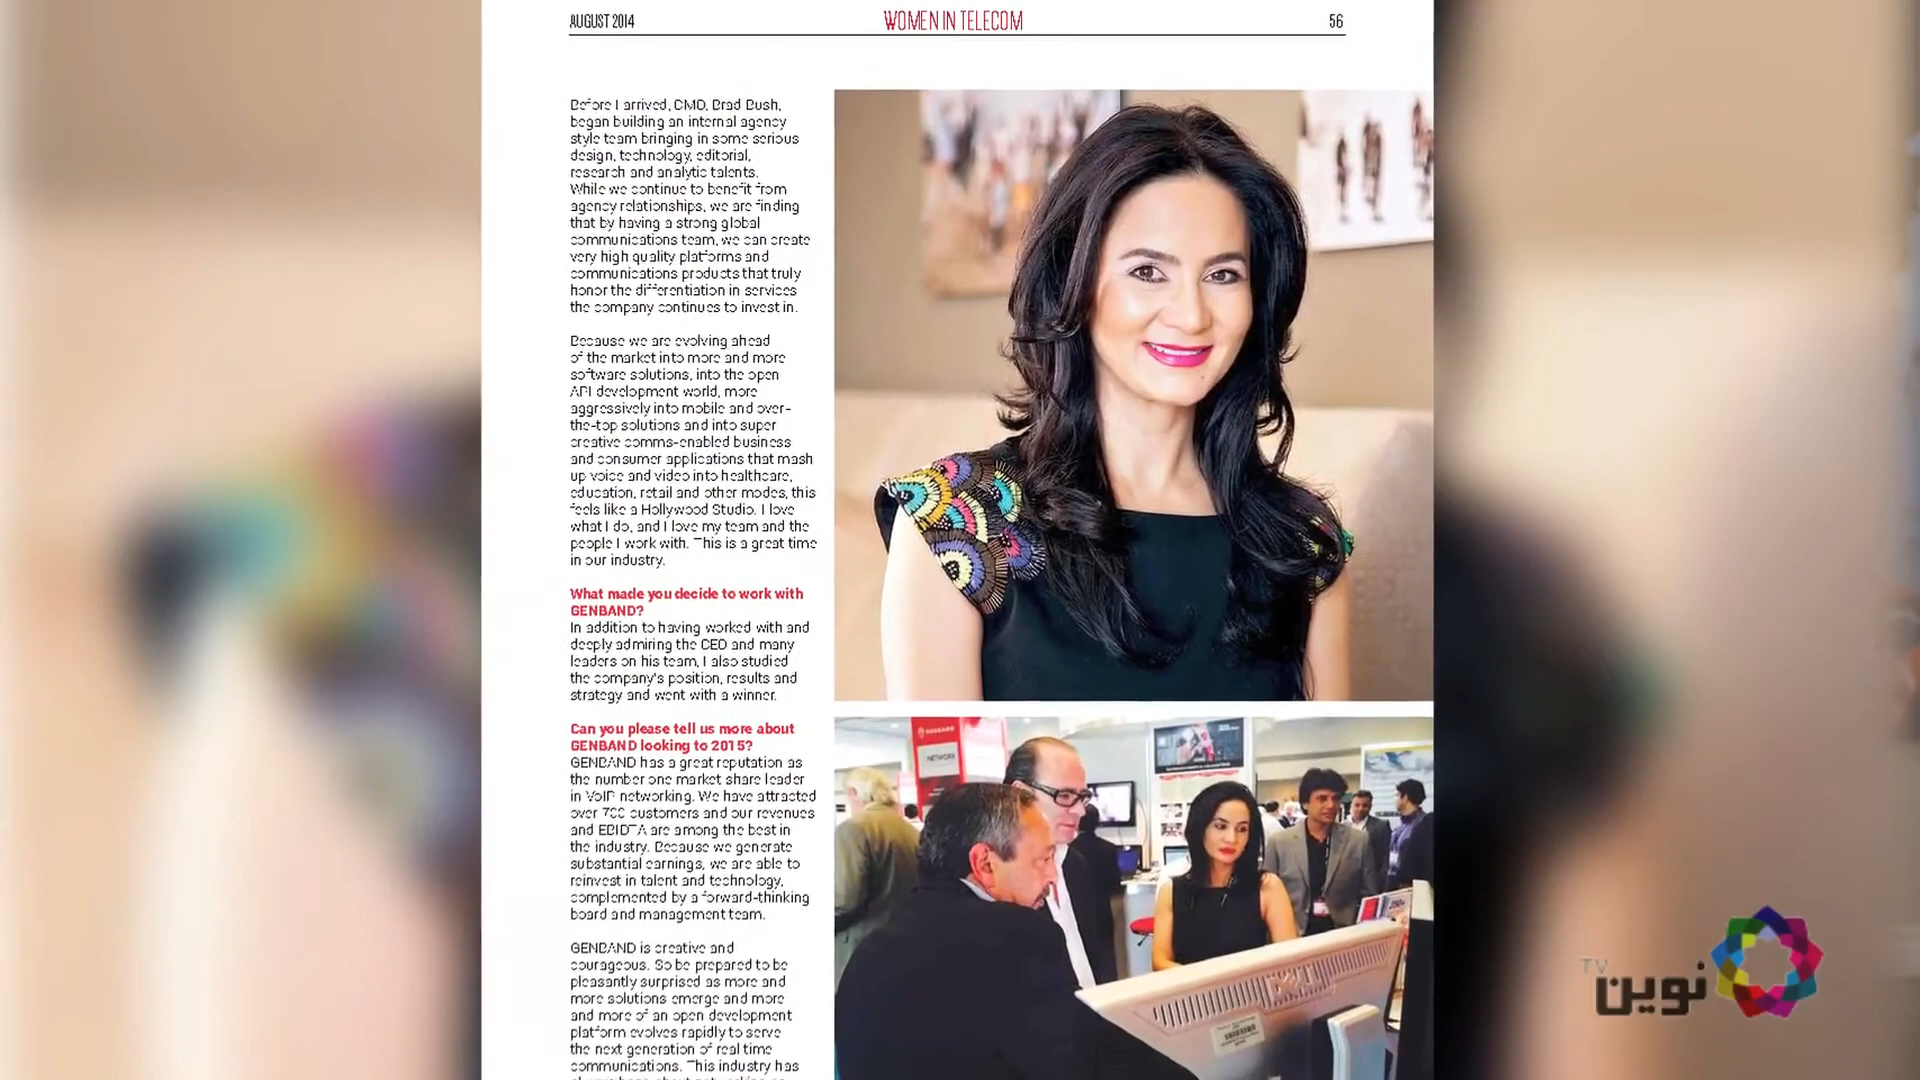 AUGUST 2014
WOMEN IN TELECOM
56
Before I arrived, CMO, Brad Bush,
began building an internal agency
style team bringing in some serious
design, technology, editorial,
research and analytic talents.
While we continue to benefit from
agency relationships, we are finding
that by having a strong global
communications team, we can create
very high quality platforms and
communications products that truly
honor the differentiation in services
the company continues to invest in.
Because we are evolving ahead
of the market into more and more
software solutions, into the open
API development world, more
aggressively into mobile and over-
the-top solutions and into super
creative comms-enabled business
and consumer applications that mash
up voice and video into healthcare,
education, retail and other modes, this
feels like a Hollywood Studio. I love
what I do, and I love my team and the
people I work with. This is a great time
in our industry.
What made you decide to work with
GENBAND?
In addition to having worked with and
deeply admiring the CEO and many
leaders on his team, I also studied
the company's position, results and
strategy and went with a winner.
Can you please tell us more about
GENBAND looking to 2015?
GENBAND has a great reputation as
the number one market share leader
in VoIP networking. We have attracted
over 700 customers and our revenues
and EBIDTA are among the best in
the industry. Because we generate
substantial earnings, we are able to
reinvest in talent and technology,
complemented by a forward-thinking
board and management team.
GENBAND is creative and
courageous. So be prepared to be
pleasantly surprised as more and
more solutions emerge and more
and more of an open development
platform evolves rapidly to serve
the next generation of real time
communications. This industry has
GENBAND
NETWORK
TV
نوین